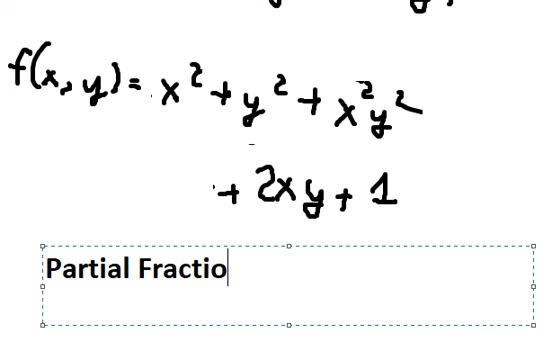 f(x, y) = x² + y² + x²y²
+ 2xy + 1
Partial Fractio